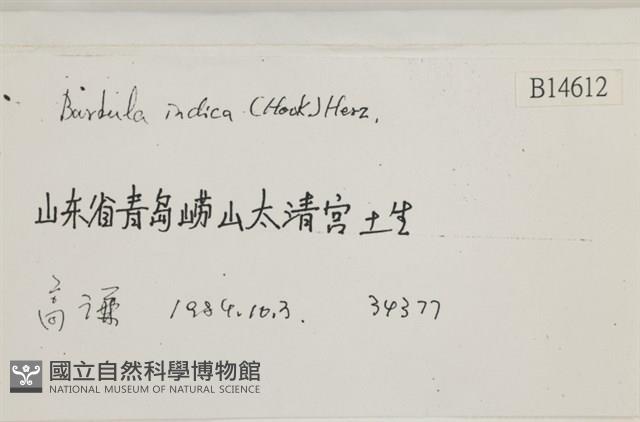 B14612
Barbula indica (Hook.) Herz.
山东省青岛崂山太清宫土生
高谦 1984.10.3. 34377
國立自然科學博物館
NATIONAL MUSEUM OF NATURAL SCIENCE